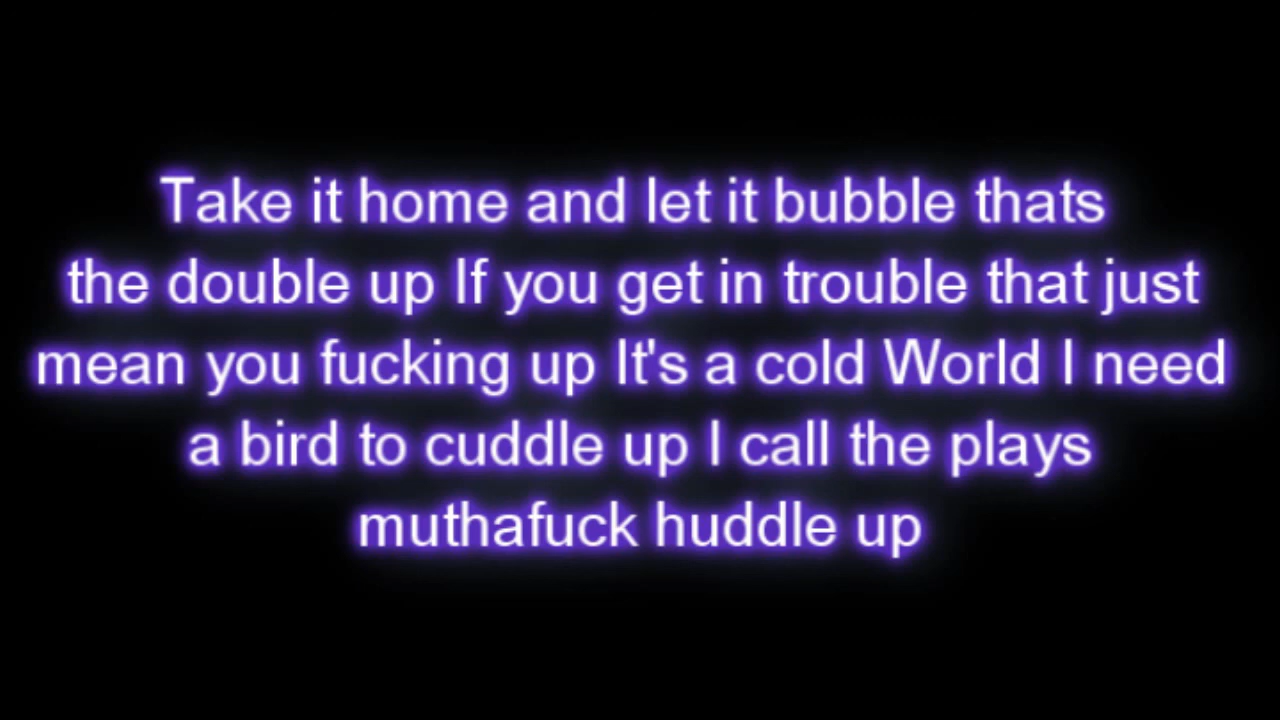 Take it home and let it bubble thats
the double up If you get in trouble that just
mean you fucking up It's a cold World I need
a bird to cuddle up I call the plays
muthafuck huddle up